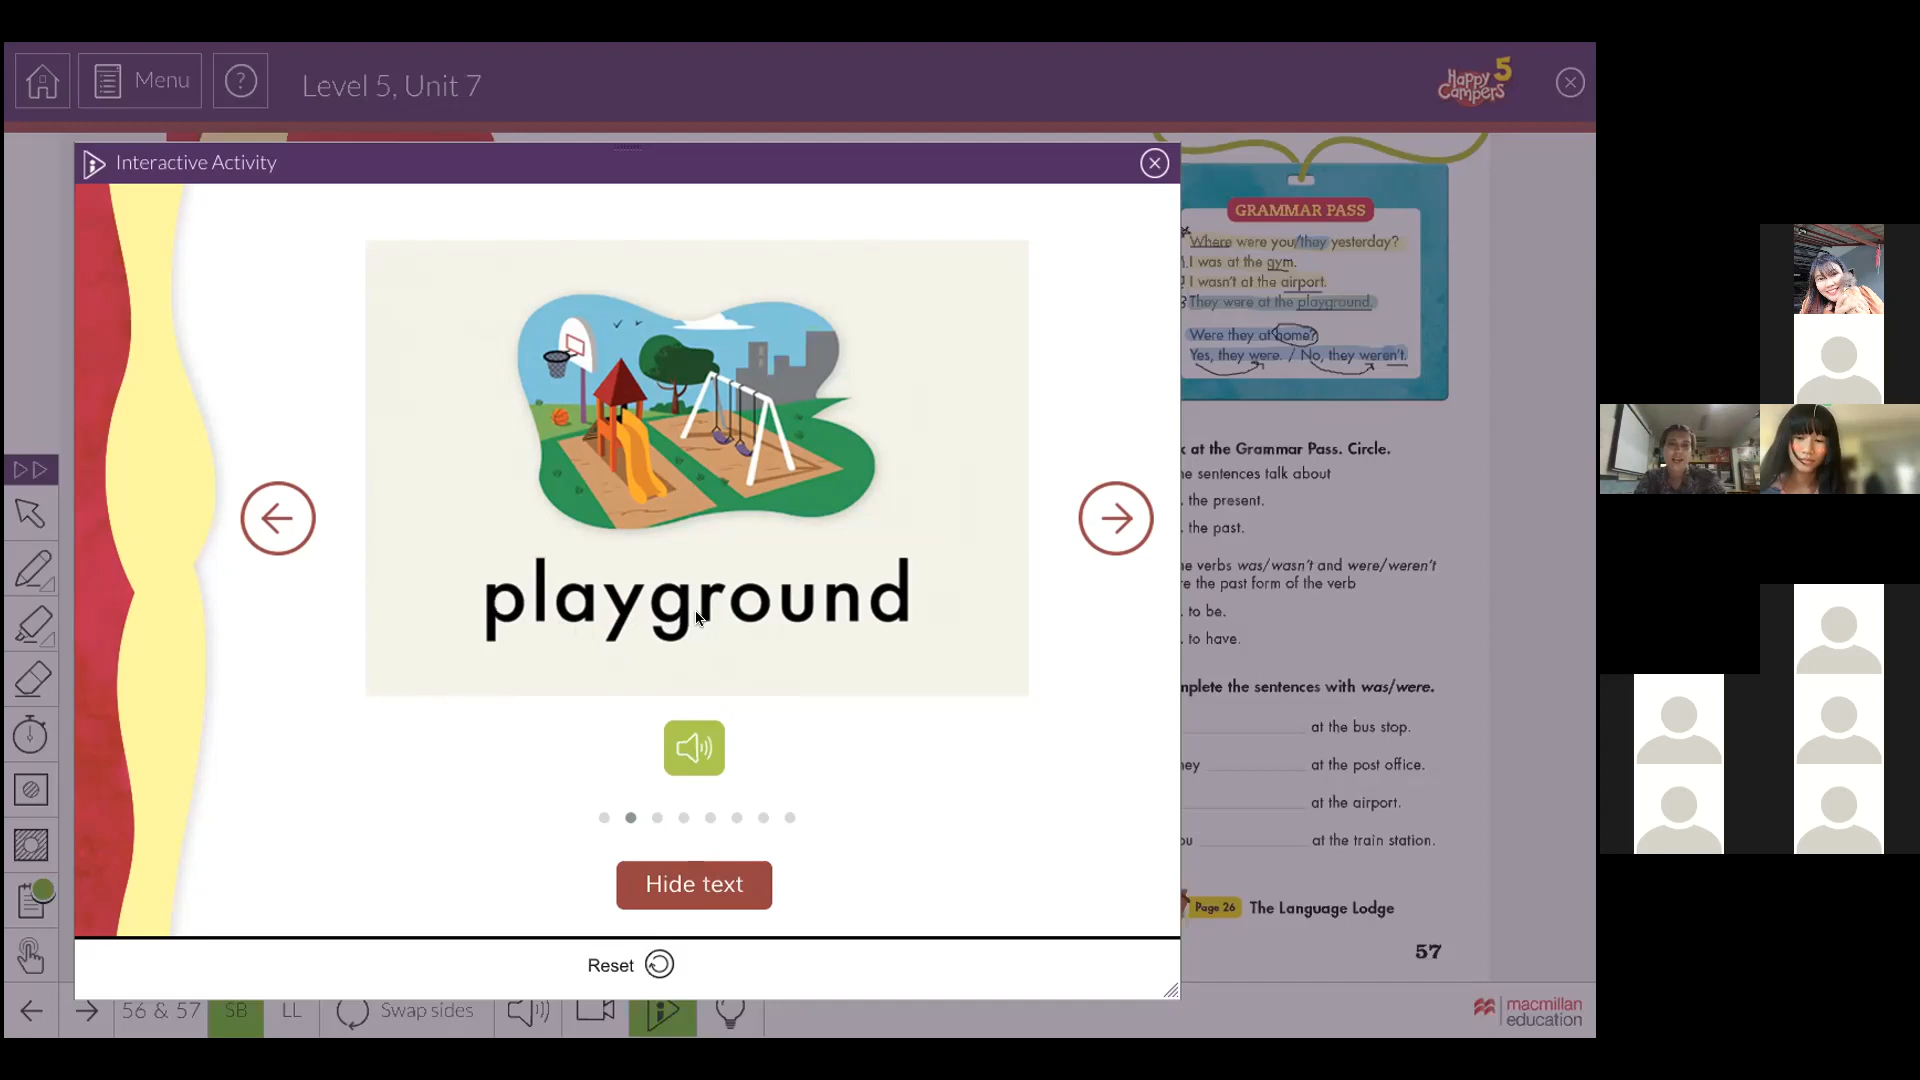 Menu
?
Level 5, Unit 7
Happy Campers 5
Interactive Activity
playground
Hide text
Reset
GRAMMAR PASS
Where were you/they yesterday?
I was at the gym.
I wasn't at the airport.
They were at the playground.
Were they at home?
Yes, they were. / No, they weren't.
at the Grammar Pass. Circle.
sentences talk about
the present.
the past.
verbs was/wasn't and were/weren't
the past form of the verb
to be.
to have.
the sentences with was/were.
at the bus stop.
at the post office.
at the airport.
at the train station.
Page 26 The Language Lodge
57
56 & 57
SB
LL
Swap sides
macmillan
education